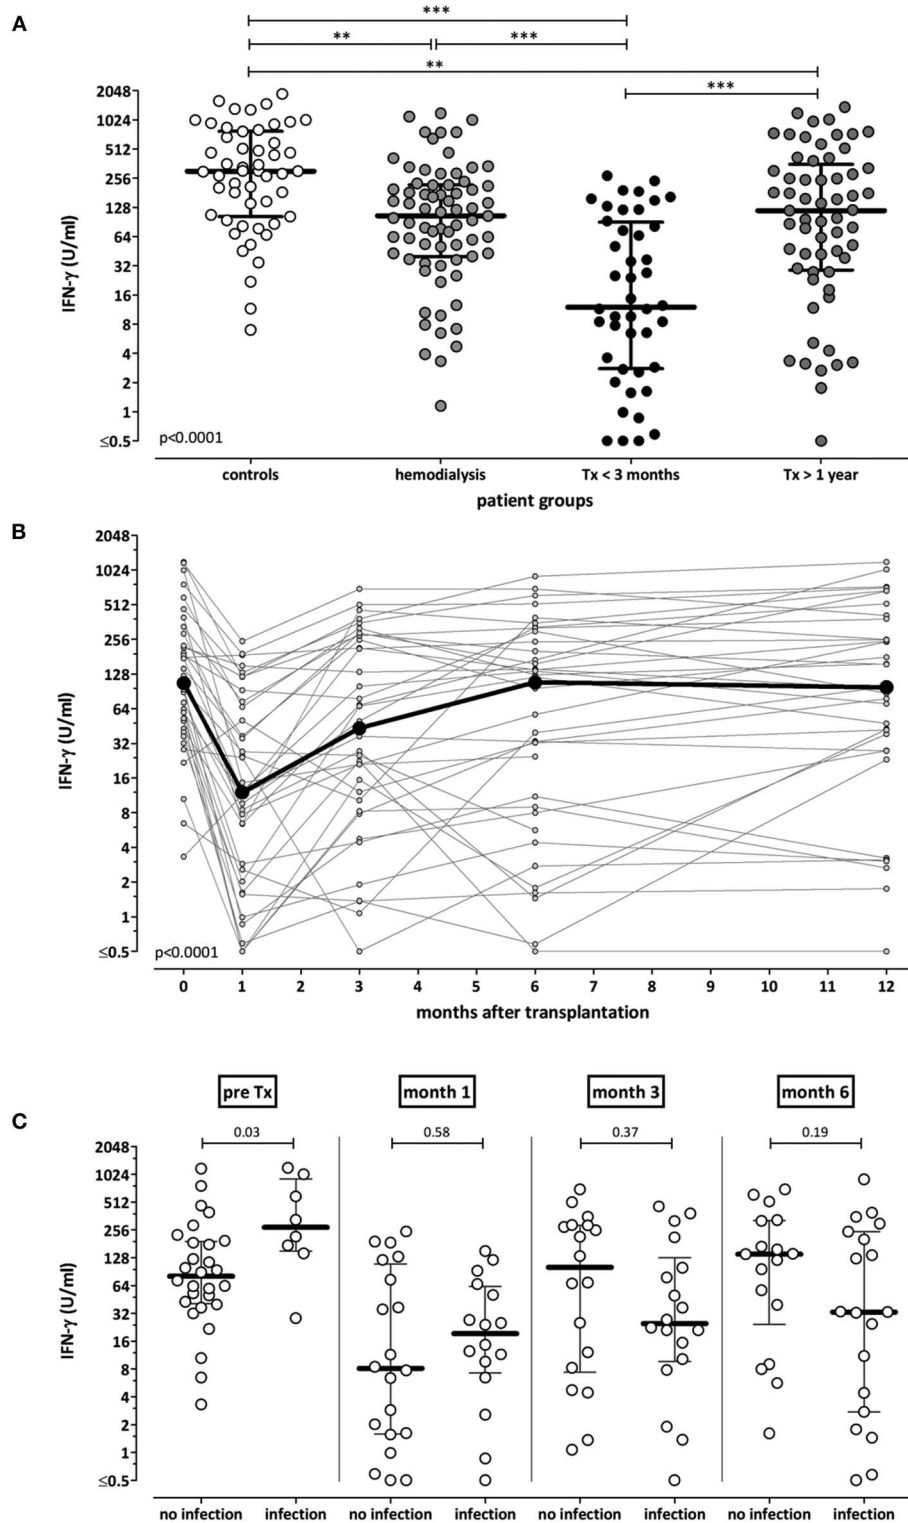 A
***
** ***
**
***
2048
1024
512
256
128
64
32
16
8
4
2
1
≤0.5
IFN-γ (U/ml)
p<0.0001
controls hemodialysis Tx < 3 months Tx > 1 year
patient groups
B
2048
1024
512
256
128
64
32
16
8
4
2
1
≤0.5
IFN-γ (U/ml)
p<0.0001
0 1 2 3 4 5 6 7 8 9 10 11 12
months after transplantation
pre Tx month 1 month 3 month 6
C
0.03 0.58 0.37 0.19
2048
1024
512
256
128
64
32
16
8
4
2
1
≤0.5
IFN-γ (U/ml)
no infection infection no infection infection no infection infection no infection infection